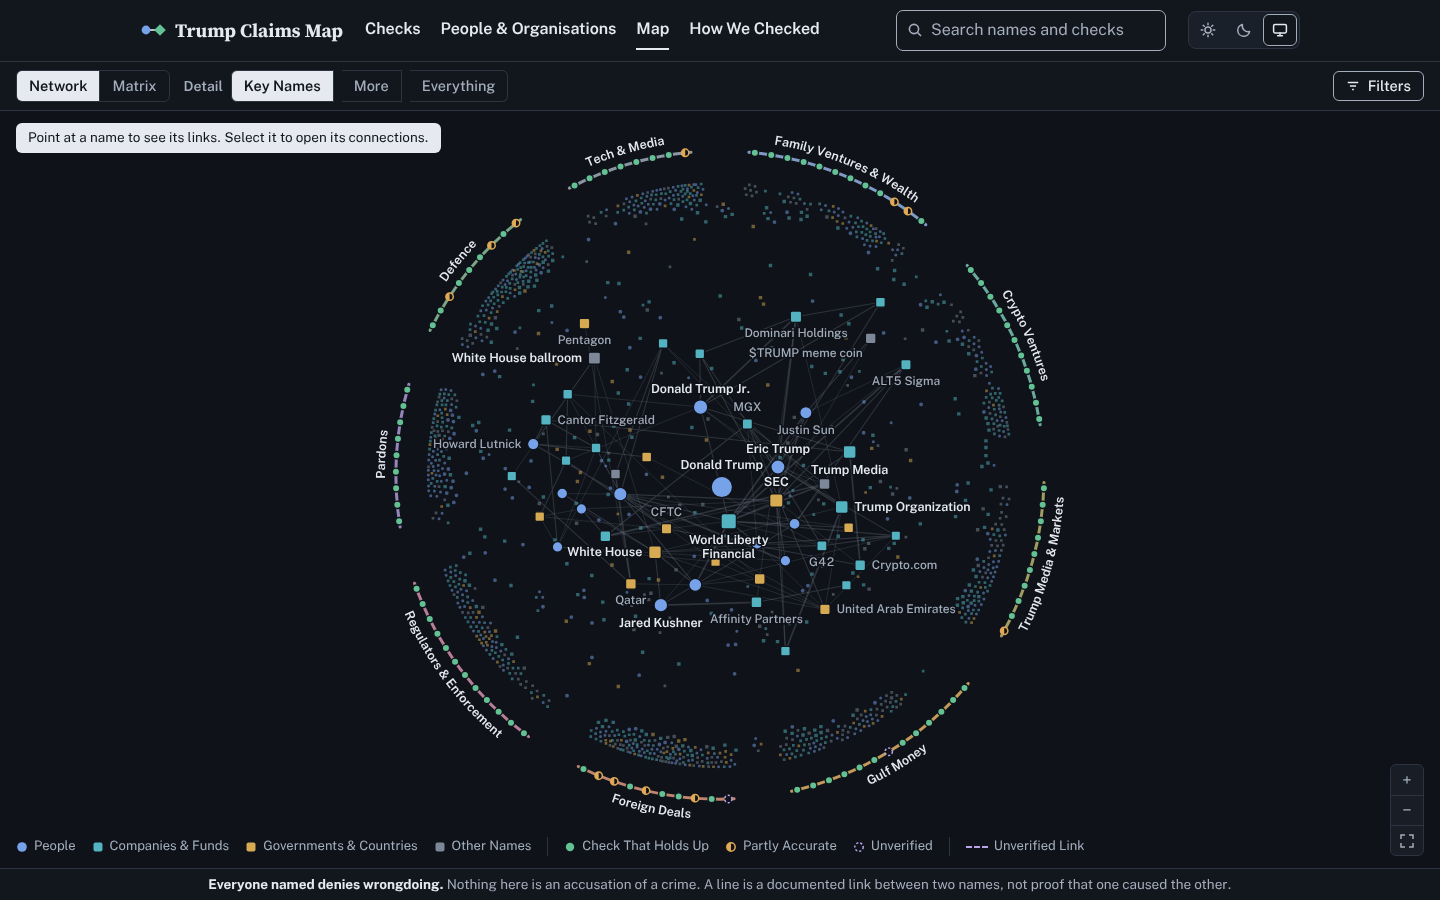 Trump Claims Map
Checks
People & Organisations
Map
How We Checked
Search names and checks
Network
Matrix
Detail
Key Names
More
Everything
Filters
Point at a name to see its links. Select it to open its connections.
Tech & Media
Family Ventures & Wealth
Defence
Crypto Ventures
Pardons
Trump Media & Markets
Regulators & Enforcement
Gulf Money
Foreign Deals
Pentagon
White House ballroom
Dominari Holdings
$TRUMP meme coin
ALT5 Sigma
Donald Trump Jr.
MGX
Cantor Fitzgerald
Justin Sun
Howard Lutnick
Eric Trump
Donald Trump
Trump Media
SEC
Trump Organization
CFTC
World Liberty
Financial
White House
G42
Crypto.com
Qatar
United Arab Emirates
Jared Kushner
Affinity Partners
People
Companies & Funds
Governments & Countries
Other Names
Check That Holds Up
Partly Accurate
Unverified
Unverified Link
Everyone named denies wrongdoing. Nothing here is an accusation of a crime. A line is a documented link between two names, not proof that one caused the other.